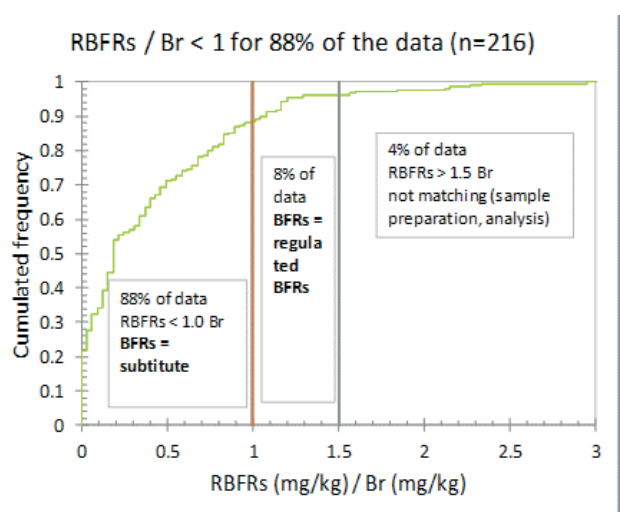 RBFRs / Br < 1 for 88% of the data (n=216)
Cumulated frequency
1
0.9
0.8
0.7
0.6
0.5
0.4
0.3
0.2
0.1
0
88% of data
RBFRs < 1.0 Br
BFRs =
subtitute
8% of
data
BFRs =
regula
ted
BFRs
4% of data
RBFRs > 1.5 Br
not matching (sample
preparation, analysis)
0 0.5 1 1.5 2 2.5 3
RBFRs (mg/kg) / Br (mg/kg)